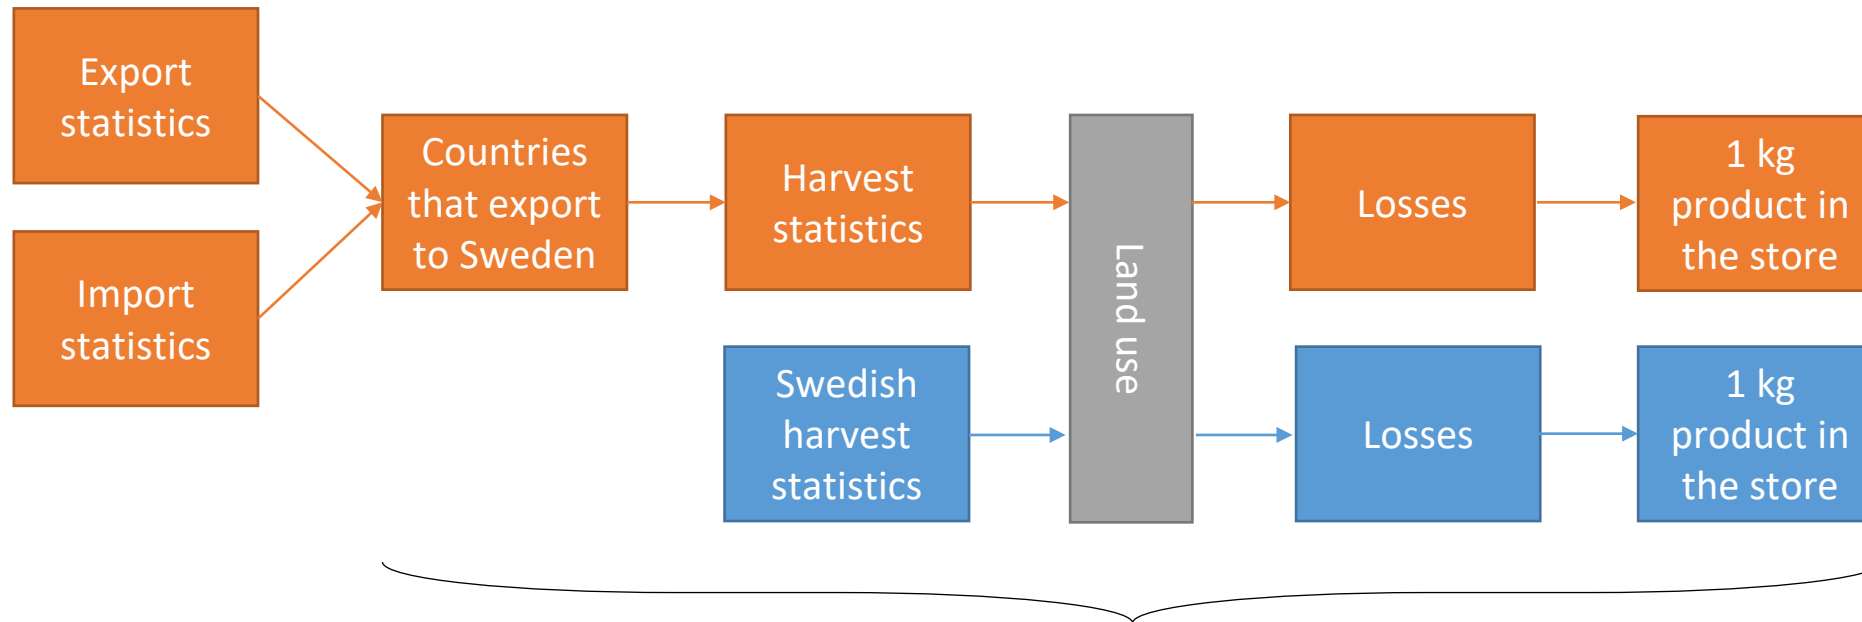 Export
statistics
Import
statistics
Countries
that export
to Sweden
Harvest
statistics
Land use
Losses
1 kg
product in
the store
Swedish
harvest
statistics
Losses
1 kg
product in
the store